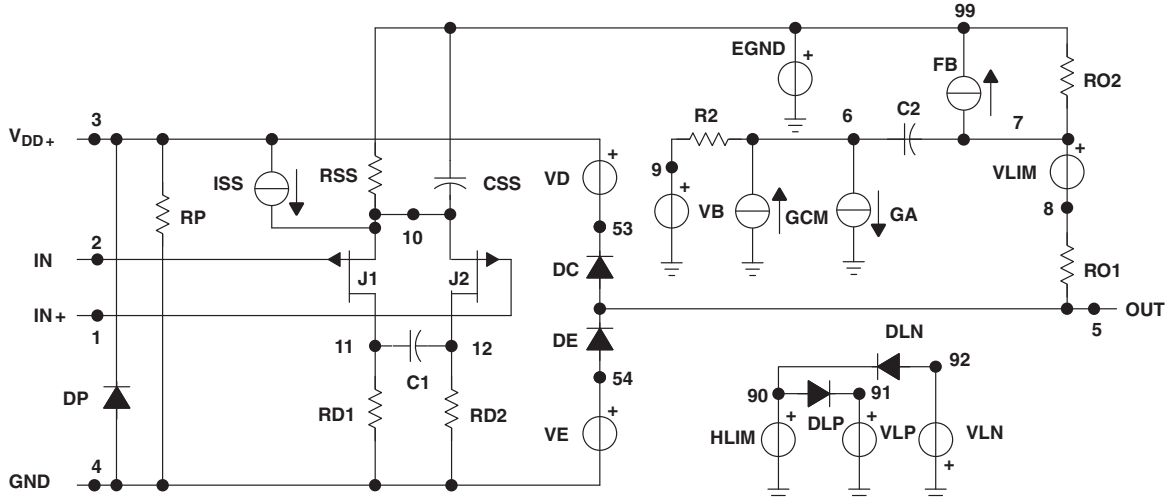 99
EGND +
FB
RO2
R2
6
C2
7
VDD +
3
RSS
ISS
CSS
VD
+
9
+
VB
GCM
GA
+
VLIM
8
RP
10
53
2
IN
J1
J2
DC
RO1
IN +
1
OUT
5
11
12
DE
DLN
92
C1
54
90
91
DP
RD1
RD2
+
VE
HLIM
+
DLP
+
VLP
VLN
+
4
GND